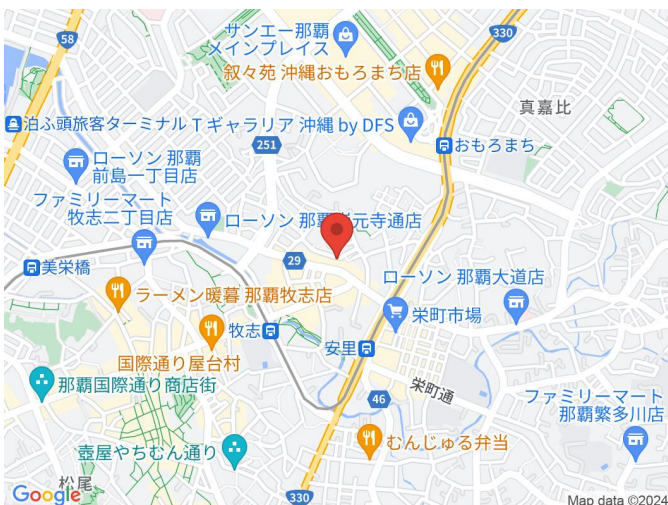 58
サンエー那覇
メインプレイス
330
叙々苑 沖縄おもろまち店
真嘉比
泊ふ頭旅客ターミナル
Tギャラリア 沖縄 by DFS
251
おもろまち
ローソン 那覇
前島一丁目店
ファミリーマート
牧志二丁目店
ローソン 那覇
元寺通店
29
美栄橋
ローソン 那覇大道店
ラーメン暖暮 那覇牧志店
栄町市場
牧志
安里
国際通り屋台村
那覇国際通り商店街
栄町通
46
ファミリーマート
那覇繁多川店
壺屋やちむん通り
むんじゅる弁当
松尾
Google
330
Map data ©2024